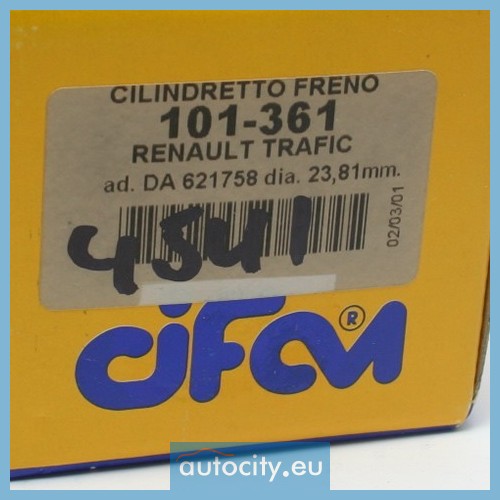 CILINDRETTO FRENO
101-361
RENAULT TRAFIC
ad. DA 621758 dia. 23,81mm.
02/03/01
4541
CIFAM ®
autocity.eu